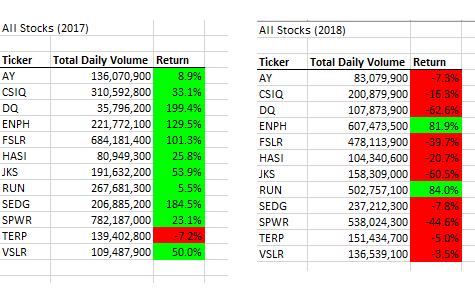 All Stocks (2017)
Ticker Total Daily Volume Return
AY 136,070,900 8.9%
CSIQ 310,592,800 33.1%
DQ 35,796,200 199.4%
ENPH 221,772,100 129.5%
FSLR 684,181,400 101.3%
HASI 80,949,300 25.8%
JKS 191,632,200 53.9%
RUN 267,681,300 5.5%
SEDG 206,885,200 184.5%
SPWR 782,187,000 23.1%
TERP 139,402,800 -7.2%
VSLR 109,487,900 50.0%
All Stocks (2018)
Ticker Total Daily Volume Return
AY 83,079,900 -7.3%
CSIQ 200,879,900 -16.3%
DQ 107,873,900 -62.6%
ENPH 607,473,500 81.9%
FSLR 478,113,900 -39.7%
HASI 104,340,600 -20.7%
JKS 158,309,000 -60.5%
RUN 502,757,100 84.0%
SEDG 237,212,300 -7.8%
SPWR 538,024,300 -44.6%
TERP 151,434,700 -5.0%
VSLR 136,539,100 -3.5%